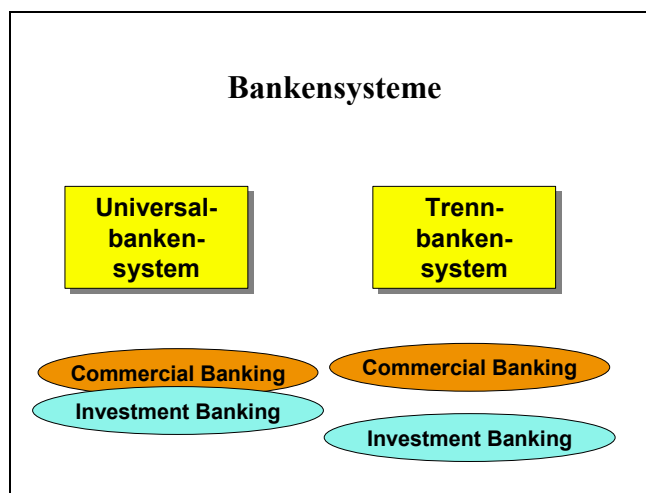 Bankensysteme
Universal-
banken-
system
Trenn-
banken-
system
Commercial Banking
Investment Banking
Commercial Banking
Investment Banking